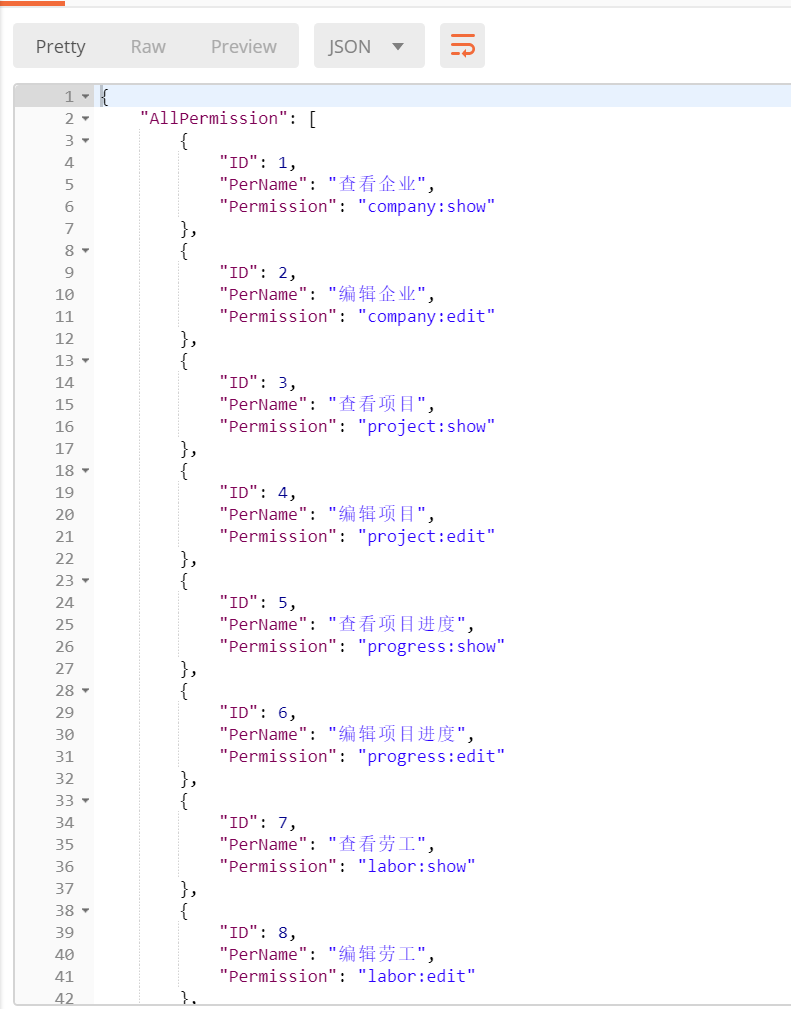 Pretty Raw Preview JSON
1 {
2 "AllPermission": [
3 {
4 "ID": 1,
5 "PerName": "查看企业",
6 "Permission": "company:show"
7 },
8 {
9 "ID": 2,
10 "PerName": "编辑企业",
11 "Permission": "company:edit"
12 },
13 {
14 "ID": 3,
15 "PerName": "查看项目",
16 "Permission": "project:show"
17 },
18 {
19 "ID": 4,
20 "PerName": "编辑项目",
21 "Permission": "project:edit"
22 },
23 {
24 "ID": 5,
25 "PerName": "查看项目进度",
26 "Permission": "progress:show"
27 },
28 {
29 "ID": 6,
30 "PerName": "编辑项目进度",
31 "Permission": "progress:edit"
32 },
33 {
34 "ID": 7,
35 "PerName": "查看劳工",
36 "Permission": "labor:show"
37 },
38 {
39 "ID": 8,
40 "PerName": "编辑劳工",
41 "Permission": "labor:edit"
42 },